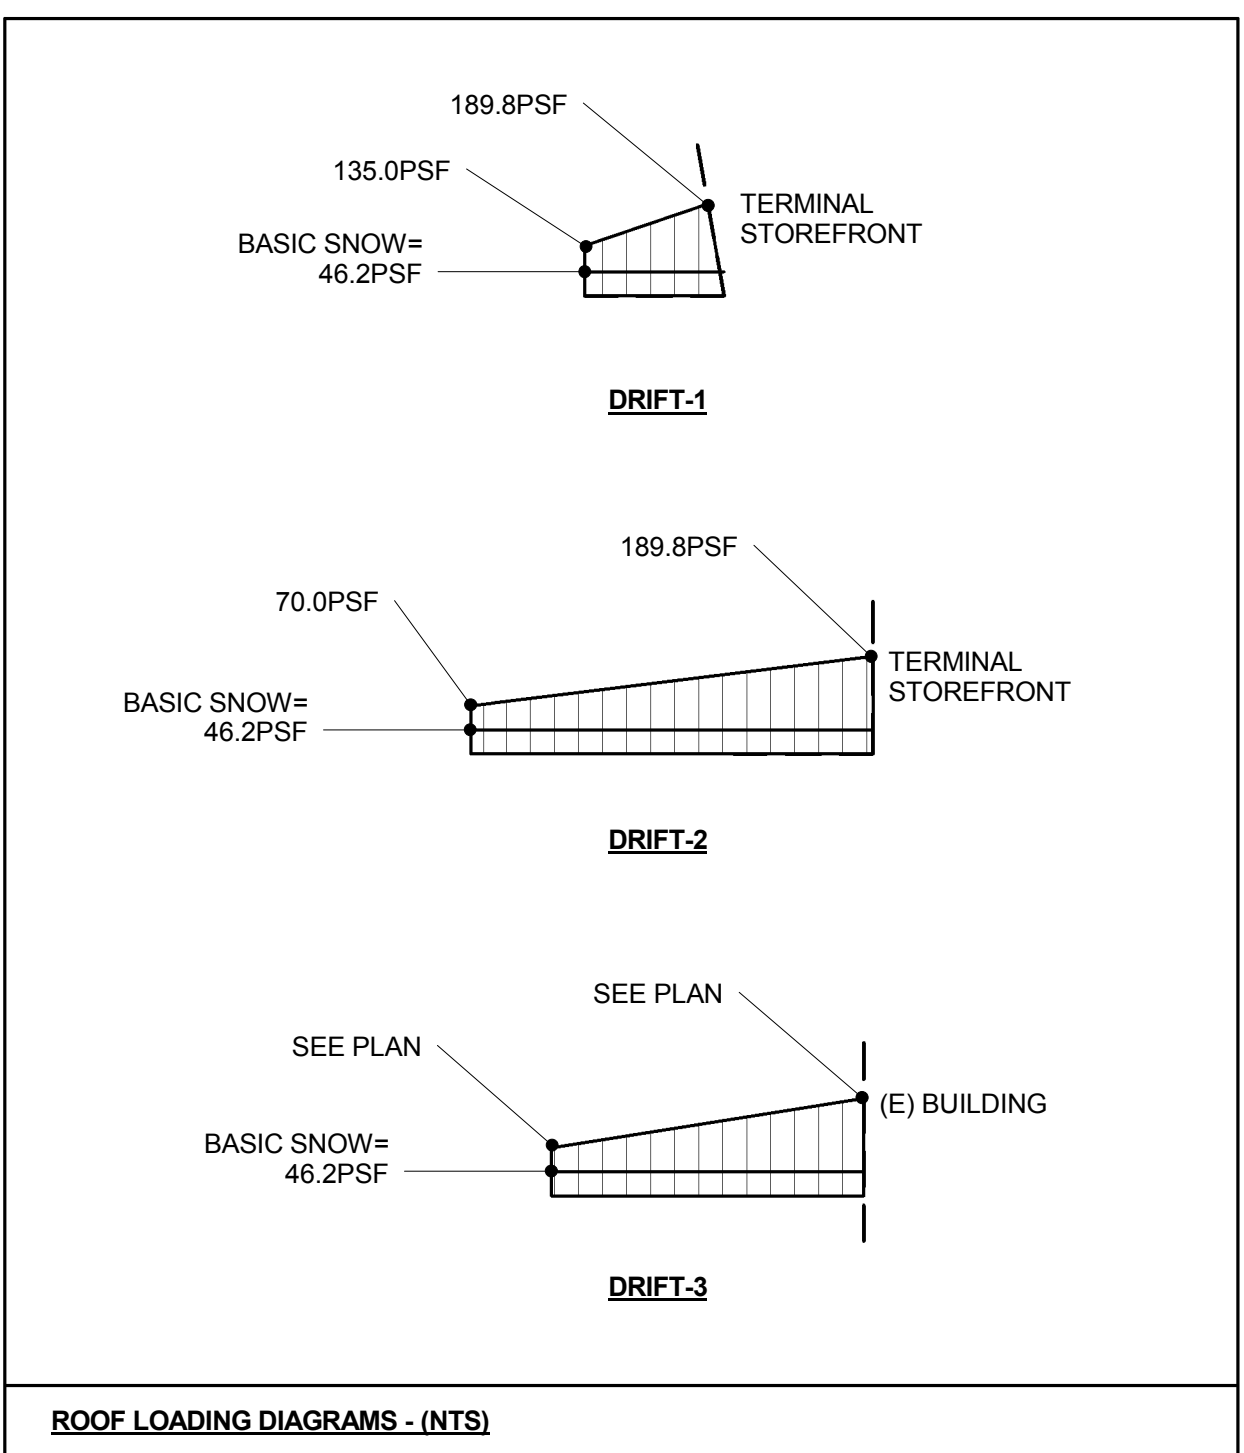 189.8PSF
135.0PSF
TERMINAL
STOREFRONT
BASIC SNOW=
46.2PSF
DRIFT-1
189.8PSF
70.0PSF
TERMINAL
STOREFRONT
BASIC SNOW=
46.2PSF
DRIFT-2
SEE PLAN
SEE PLAN
(E) BUILDING
BASIC SNOW=
46.2PSF
DRIFT-3
ROOF LOADING DIAGRAMS - (NTS)